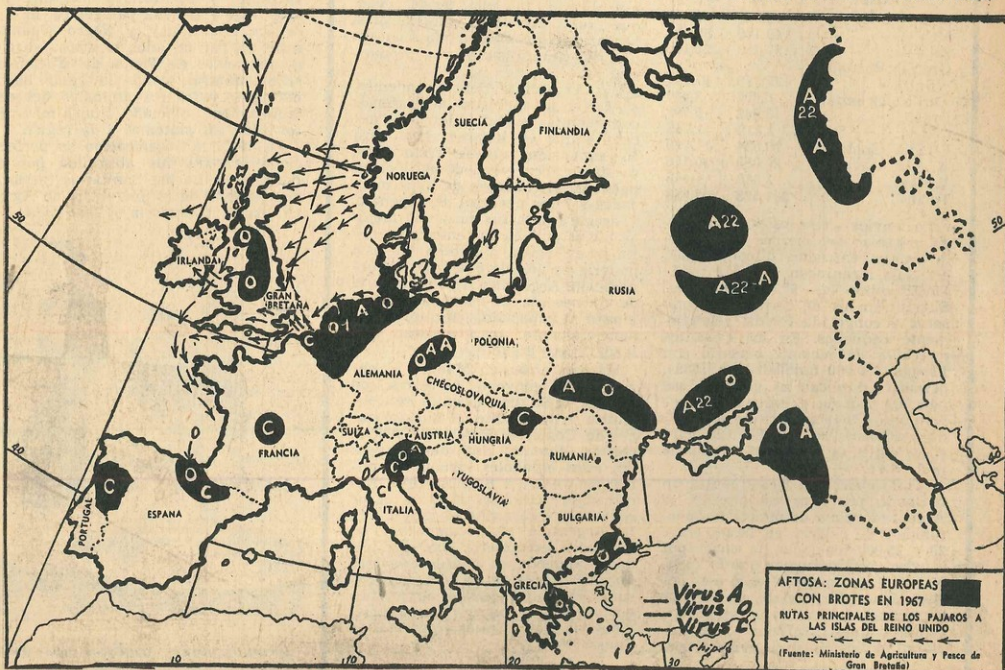 SUECIA
FINLANDIA
NORUEGA
A
22
A
A22
A22-A
50
50
IRLANDA
O
O
GRAN
BRETAÑA
O
O
RUSIA
C
O1
A
O
ALEMANIA
O A A
POLONIA
CHECOSLOVAQUIA
A
O
A22
O
O
A
C
FRANCIA
SUIZA
AUSTRIA
HUNGRIA
C
RUMANIA
YUGOSLAVIA
BULGARIA
A
O
C
C
ITALIA
40
C
PORTUGAL
ESPAÑA
O
O
C
A
GRECIA
O
Virus A
Virus O
Virus C
chipre
10
10
20
30
AFTOSA: ZONAS EUROPEAS
CON BROTES EN 1967
RUTAS PRINCIPALES DE LOS PAJAROS A
LAS ISLAS DEL REINO UNIDO
(Fuente: Ministerio de Agricultura y Pesca de
Gran Bretaña)